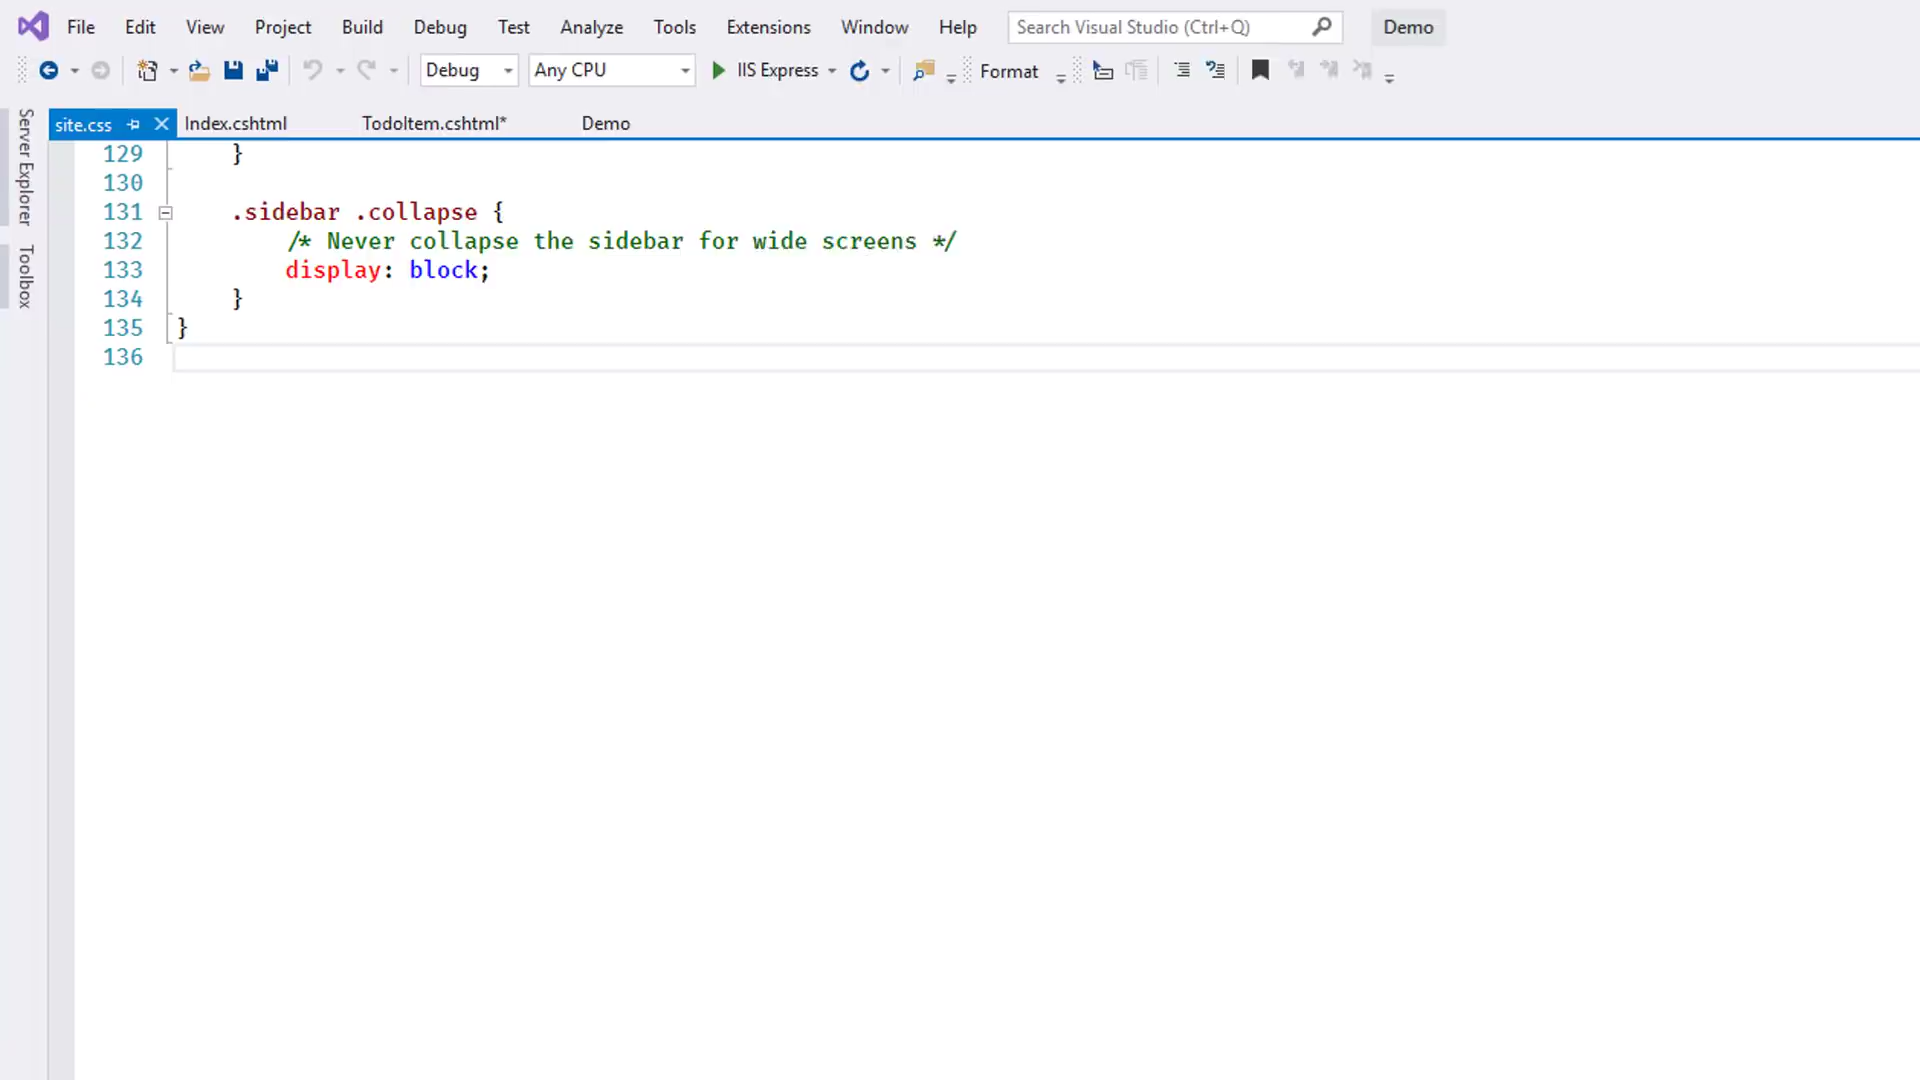 File Edit View Project Build Debug Test Analyze Tools Extensions Window Help Search Visual Studio (Ctrl+Q) Demo
Debug Any CPU IIS Express Format
Server Explorer
Toolbox
site.css Index.cshtml TodoItem.cshtml* Demo
129 }
130
131 .sidebar .collapse {
132 /* Never collapse the sidebar for wide screens */
133 display: block;
134 }
135 }
136